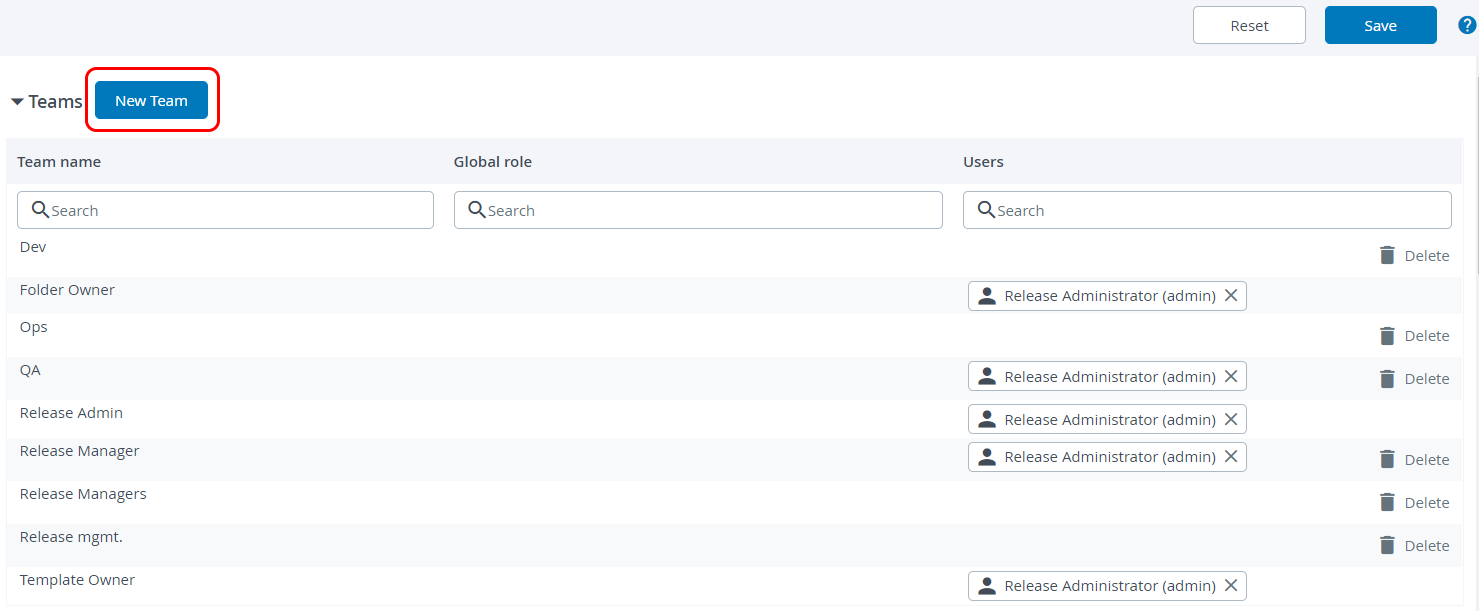 Reset Save ?
Teams New Team
Team name Global role Users
Search Search Search
Dev Delete
Folder Owner Release Administrator (admin)
Ops Delete
QA Release Administrator (admin) Delete
Release Admin Release Administrator (admin)
Release Manager Release Administrator (admin) Delete
Release Managers Delete
Release mgmt. Delete
Template Owner Release Administrator (admin)